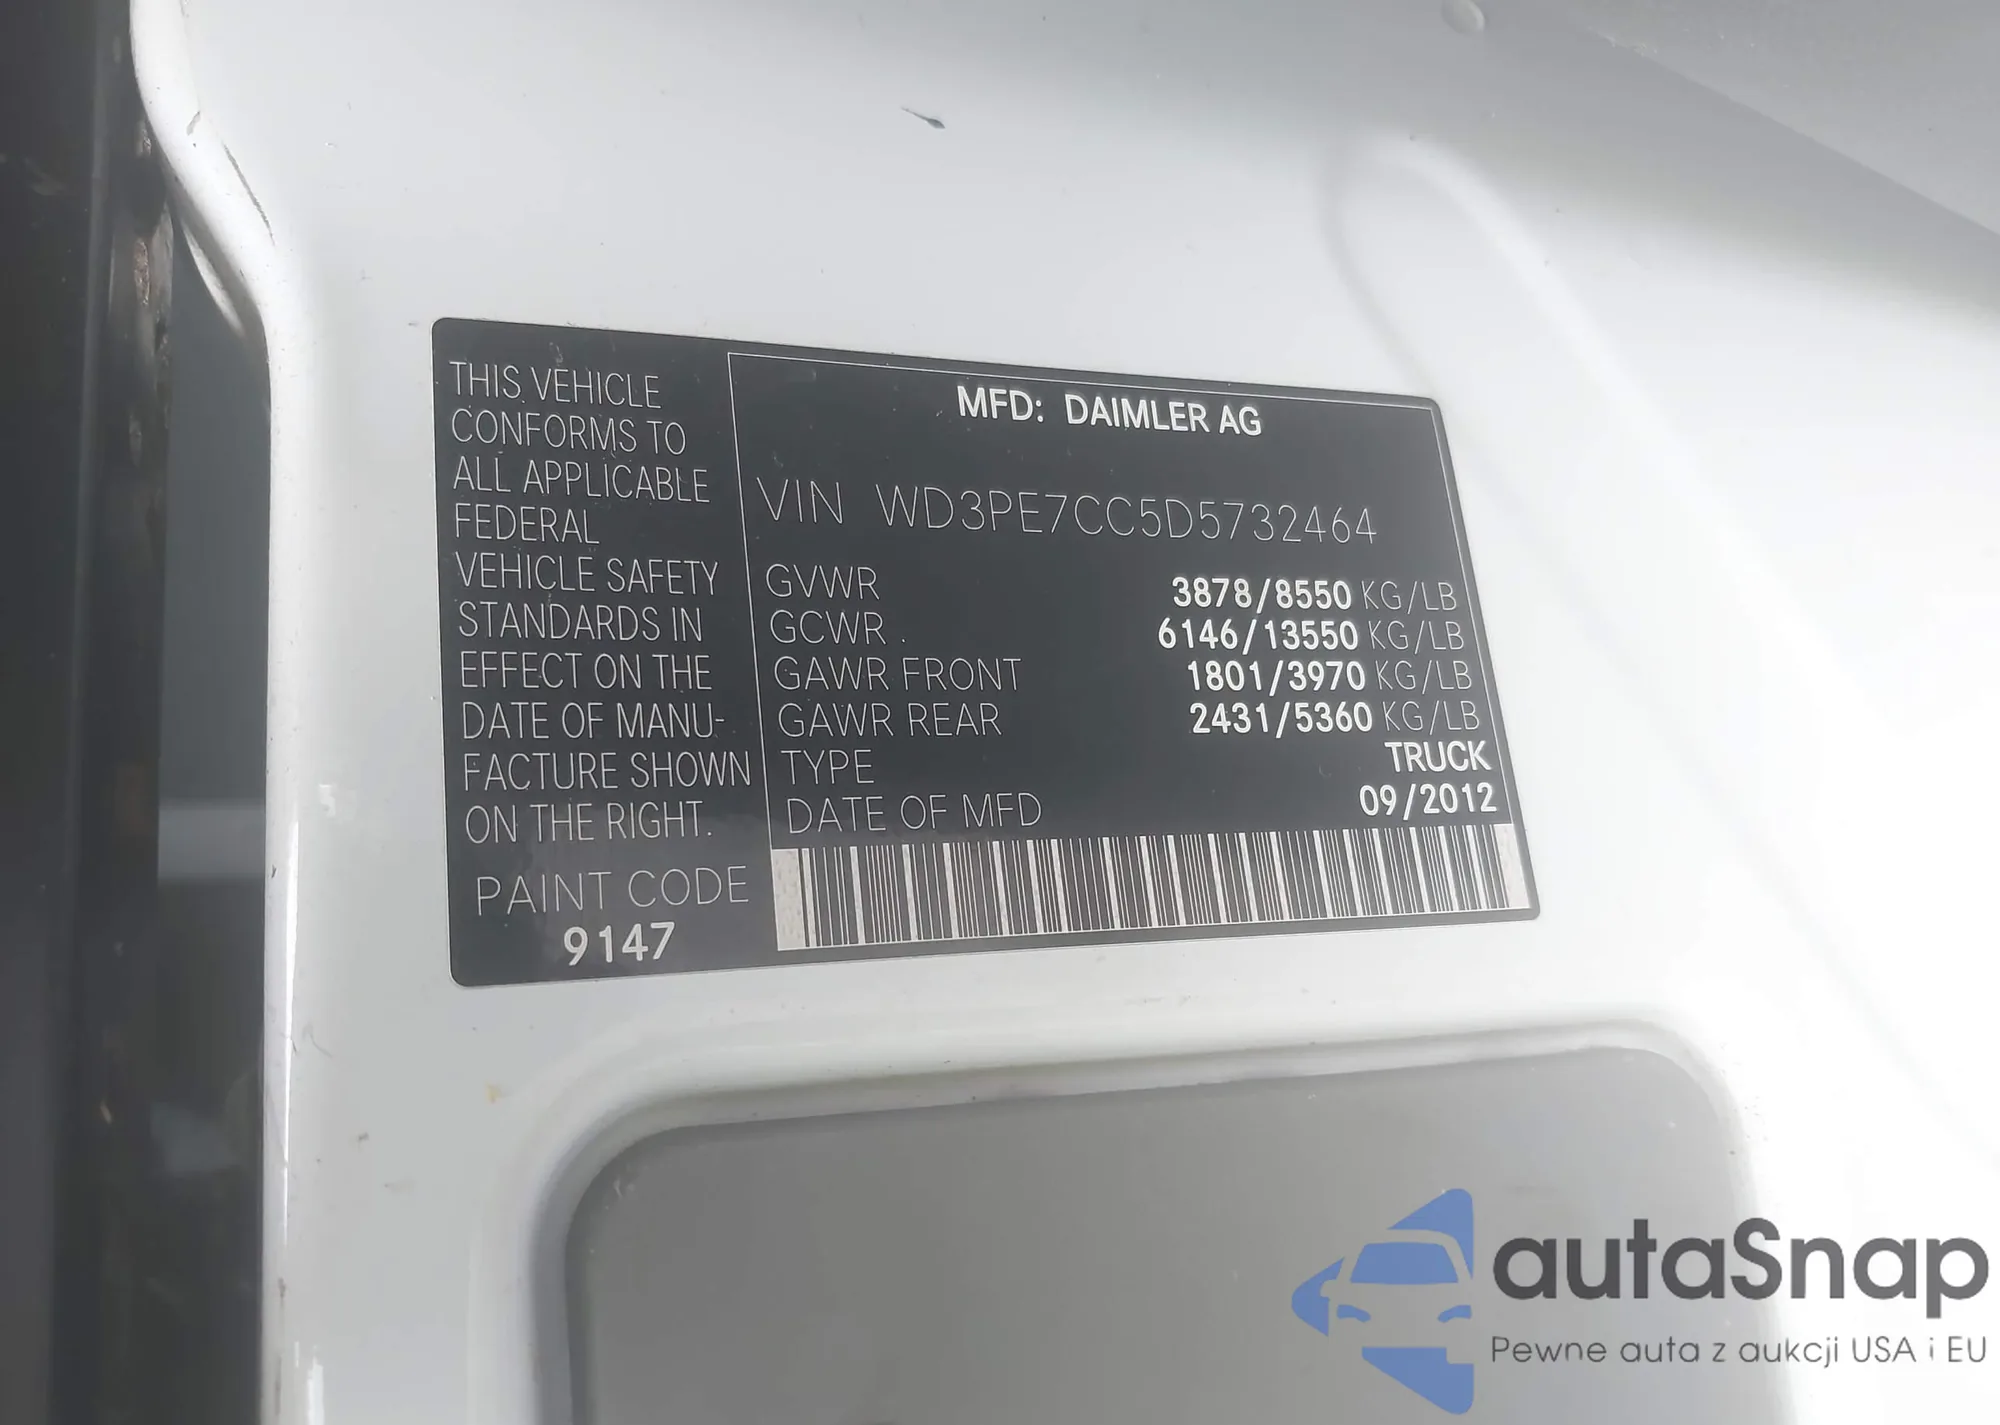 THIS VEHICLE
CONFORMS TO
ALL APPLICABLE
FEDERAL
VEHICLE SAFETY
STANDARDS IN
EFFECT ON THE
DATE OF MANU-
FACTURE SHOWN
ON THE RIGHT.
PAINT CODE
9147
MFD: DAIMLER AG
VIN WD3PE7CC5D5732464
GVWR 3878/8550 KG/LB
GCWR 6146/13550 KG/LB
GAWR FRONT 1801/3970 KG/LB
GAWR REAR 2431/5360 KG/LB
TYPE TRUCK
DATE OF MFD 09/2012
autaSnap
Pewne auta z aukcji USA i EU